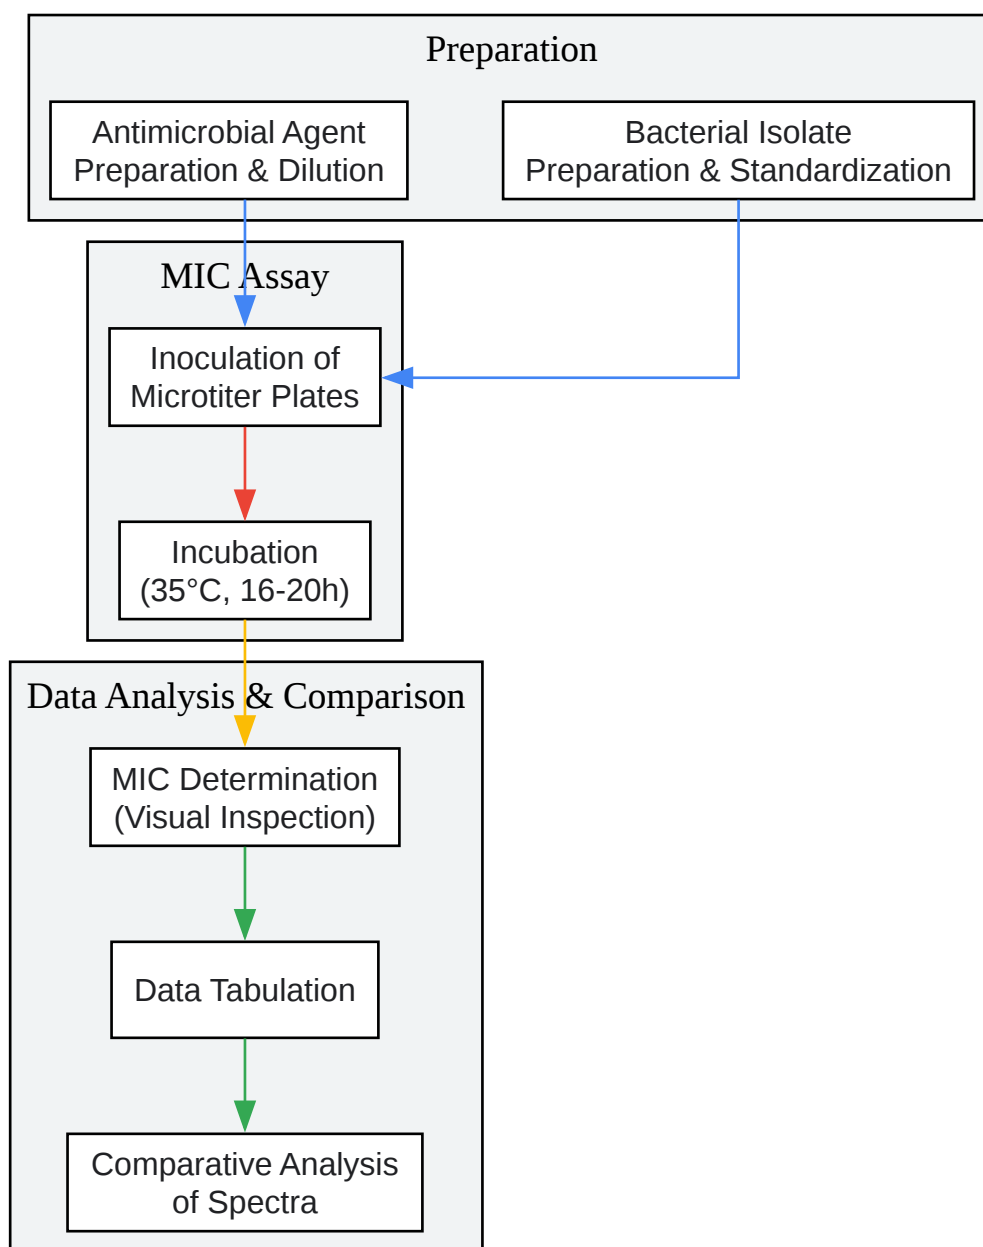 Preparation
Antimicrobial Agent
Preparation & Dilution
Bacterial Isolate
Preparation & Standardization
MIC Assay
Inoculation of
Microtiter Plates
Incubation
(35°C, 16-20h)
Data Analysis & Comparison
MIC Determination
(Visual Inspection)
Data Tabulation
Comparative Analysis
of Spectra